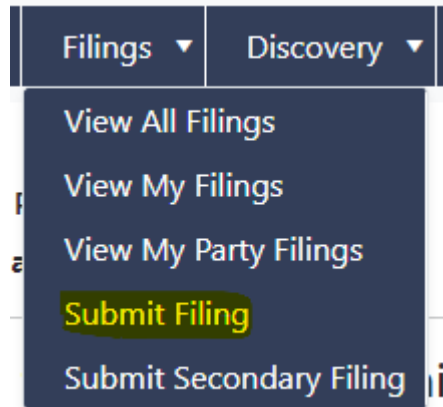 Filings ▼ Discovery ▼
View All Filings
View My Filings
View My Party Filings
Submit Filing
Submit Secondary Filing